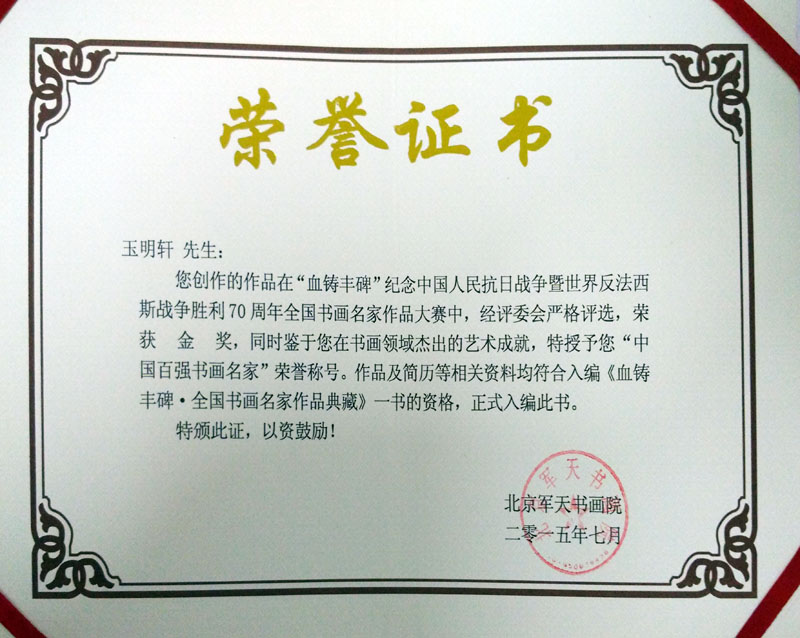 荣誉证书
玉明轩 先生：
您创作的作品在“血铸丰碑”纪念中国人民抗日战争暨世界反法西
斯战争胜利70周年全国书画名家作品大赛中，经评委会严格评选，荣
获 金 奖，同时鉴于您在书画领域杰出的艺术成就，特授予您“中
国百强书画名家”荣誉称号。作品及简历等相关资料均符合入编《血铸
丰碑·全国书画名家作品典藏》一书的资格，正式入编此书。
特颁此证，以资鼓励！
北京军天书画院
二零一五年七月